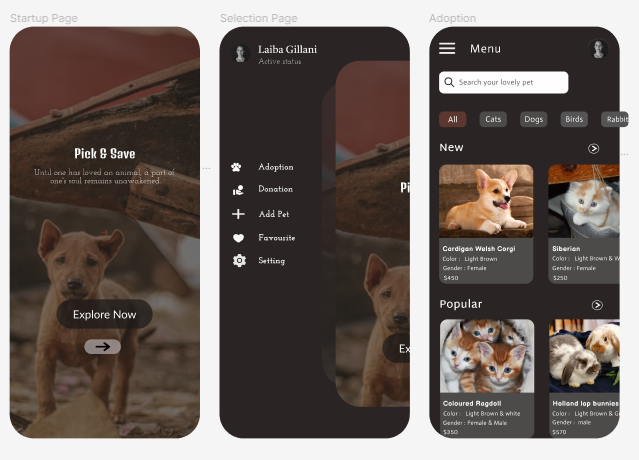 Startup Page
Pick & Save
Until one has loved an animal, a part of
one's soul remains unawakened.
Explore Now
Selection Page
Laiba Gillani
Active status
Adoption
Donation
Add Pet
Favourite
Setting
Pi
Ex
Adoption
Menu
Search your lovely pet
All
Cats
Dogs
Birds
Rabbit
New
Cardigan Welsh Corgi
Color : Light Brown
Gender : Female
$450
Siberian
Color : Light Brown & W
Gender : Female
$250
Popular
Coloured Ragdoll
Color : Light Brown & white
Gender : Female & Male
$350
Holland lop bunnies
Color : Light Brown & G
Gender : male
$570